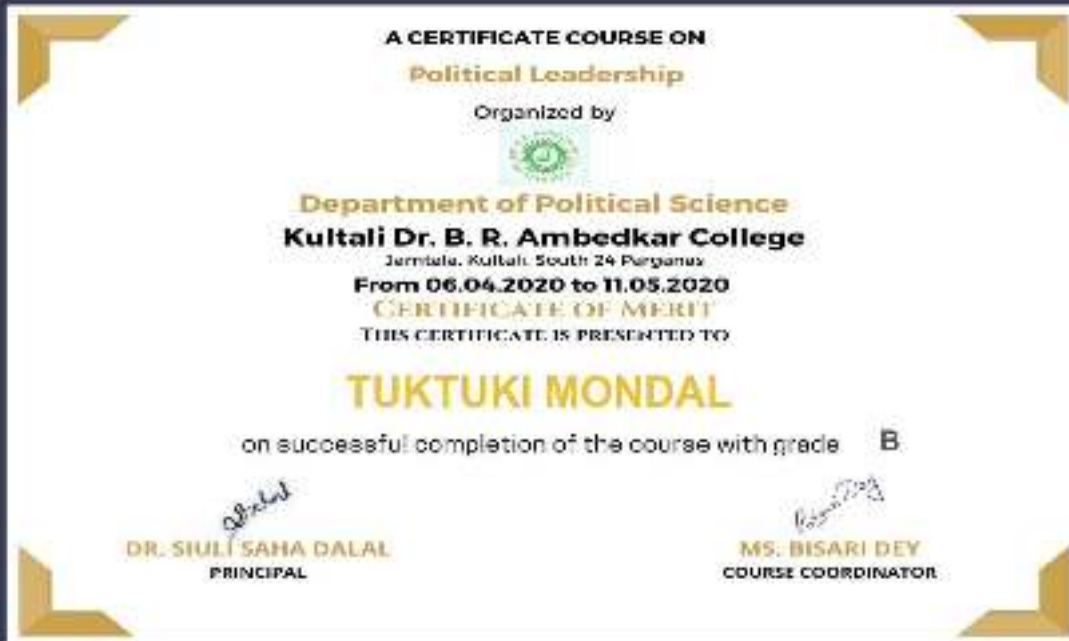 A CERTIFICATE COURSE ON
Political Leadership
Organized by
Department of Political Science
Kultali Dr. B. R. Ambedkar College
Jamtala, Kultali, South 24 Parganas
From 06.04.2020 to 11.05.2020
CERTIFICATE OF MERIT
THIS CERTIFICATE IS PRESENTED TO
TUKTUKI MONDAL
on successful completion of the course with grade B
DR. SIULI SAHA DALAL
PRINCIPAL
MS. BISARI DEY
COURSE COORDINATOR